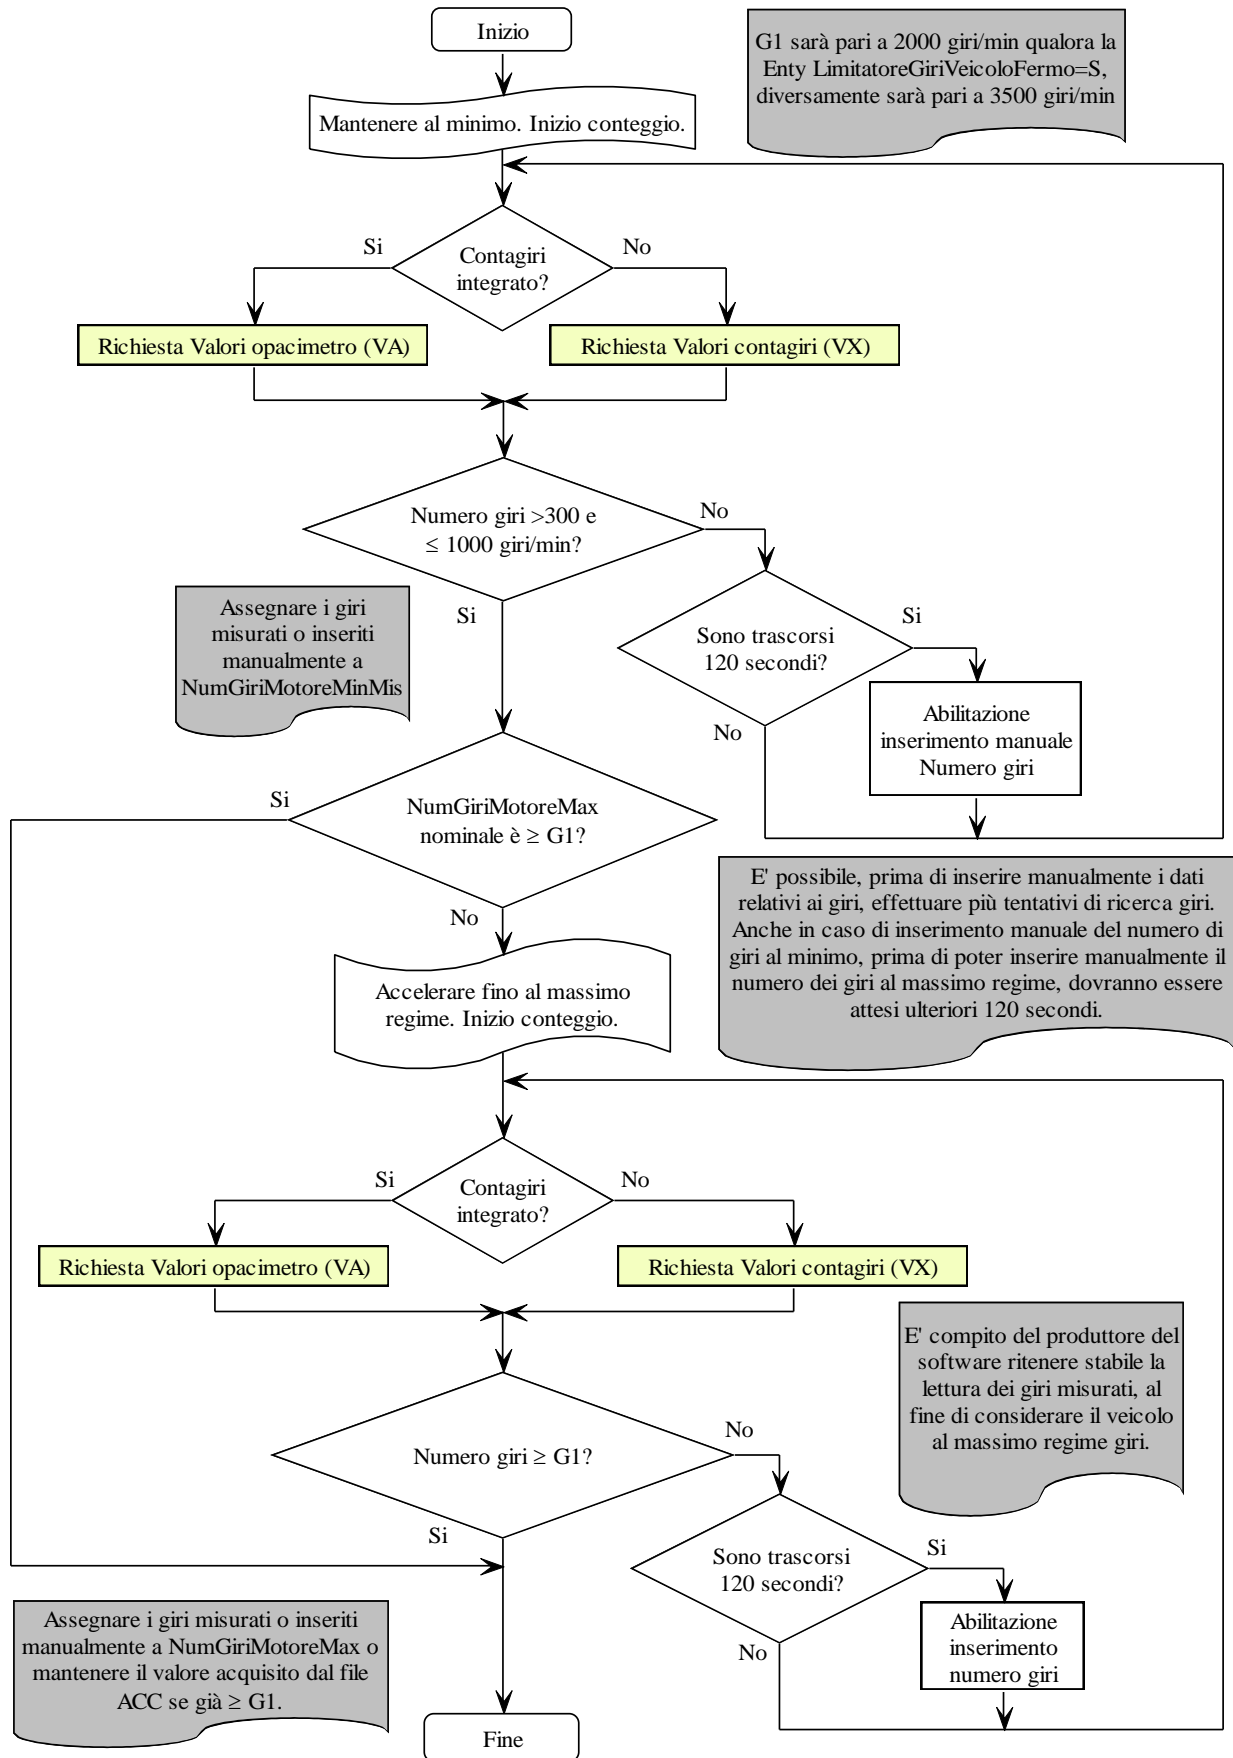 Inizio
G1 sarà pari a 2000 giri/min qualora la
Enty LimitatoreGiriVeicoloFermo=S,
diversamente sarà pari a 3500 giri/min
Mantenere al minimo. Inizio conteggio.
Si
No
Contagiri
integrato?
Richiesta Valori opacimetro (VA)
Richiesta Valori contagiri (VX)
Numero giri >300 e
≤ 1000 giri/min?
No
Si
Assegnare i giri
misurati o inseriti
manualmente a
NumGiriMotoreMinMis
Sono trascorsi
120 secondi?
Si
No
Abilitazione
inserimento manuale
Numero giri
NumGiriMotoreMax
nominale è ≥ G1?
Si
No
E' possibile, prima di inserire manualmente i dati
relativi ai giri, effettuare più tentativi di ricerca giri.
Anche in caso di inserimento manuale del numero di
giri al minimo, prima di poter inserire manualmente il
numero dei giri al massimo regime, dovranno essere
attesi ulteriori 120 secondi.
Accelerare fino al massimo
regime. Inizio conteggio.
Si
No
Contagiri
integrato?
Richiesta Valori opacimetro (VA)
Richiesta Valori contagiri (VX)
E' compito del produttore del
software ritenere stabile la
lettura dei giri misurati, al
fine di considerare il veicolo
al massimo regime giri.
Numero giri ≥ G1?
No
Si
Sono trascorsi
120 secondi?
Si
No
Abilitazione
inserimento
numero giri
Assegnare i giri misurati o inseriti
manualmente a NumGiriMotoreMax o
mantenere il valore acquisito dal file
ACC se già ≥ G1.
Fine